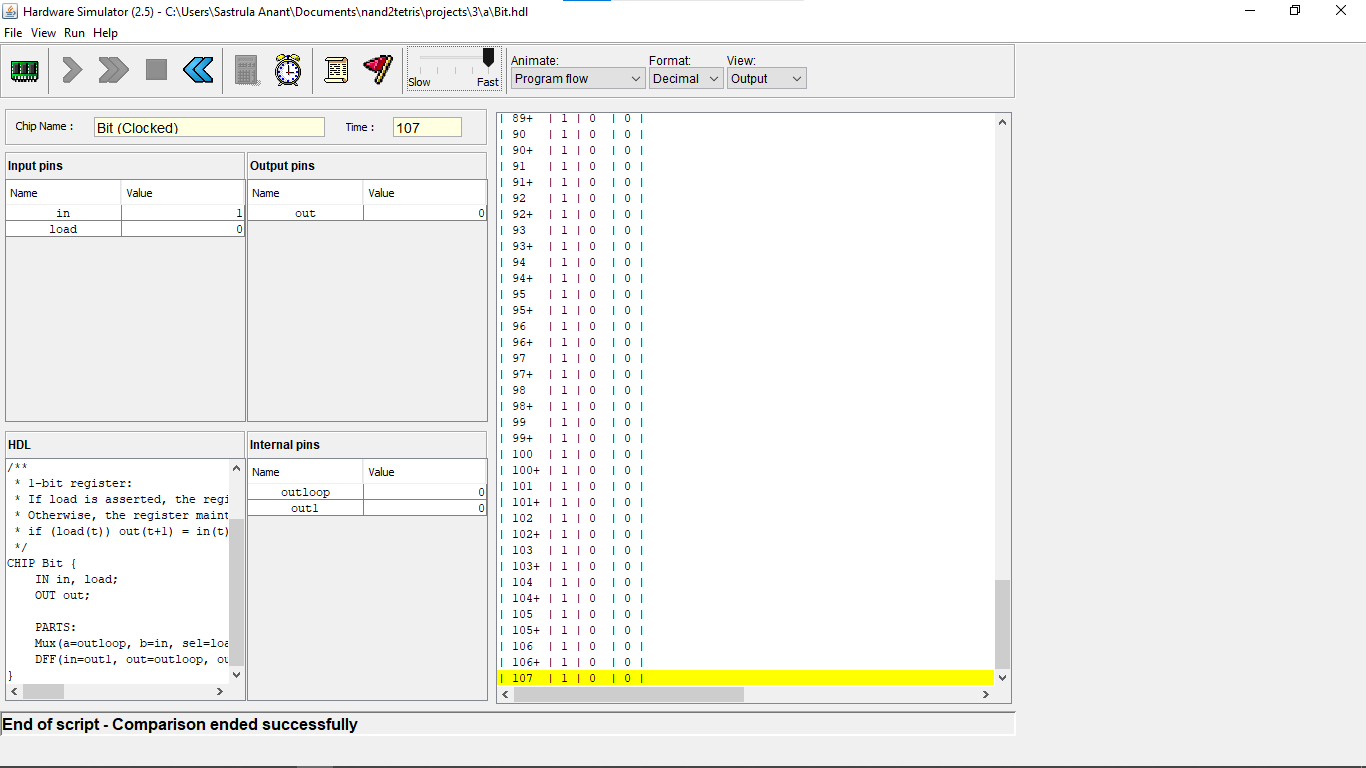 Hardware Simulator (2.5) - C:\Users\Sastrula Anant\Documents\nand2tetris\projects\3\a\Bit.hdl
File View Run Help
Slow Fast
Animate: Format: View:
Program flow Decimal Output
Chip Name : Bit (Clocked) Time : 107
Input pins
Name Value
in 1
load 0
Output pins
Name Value
out 0
HDL
/**
* 1-bit register:
* If load is asserted, the regi
* Otherwise, the register maint
* if (load(t)) out(t+1) = in(t)
*/
CHIP Bit {
IN in, load;
OUT out;
PARTS:
Mux(a=outloop, b=in, sel=loa
DFF(in=out1, out=outloop, ou
}
Internal pins
Name Value
outloop 0
out1 0
| 89+ | 1 | 0 | 0 |
| 90 | 1 | 0 | 0 |
| 90+ | 1 | 0 | 0 |
| 91 | 1 | 0 | 0 |
| 91+ | 1 | 0 | 0 |
| 92 | 1 | 0 | 0 |
| 92+ | 1 | 0 | 0 |
| 93 | 1 | 0 | 0 |
| 93+ | 1 | 0 | 0 |
| 94 | 1 | 0 | 0 |
| 94+ | 1 | 0 | 0 |
| 95 | 1 | 0 | 0 |
| 95+ | 1 | 0 | 0 |
| 96 | 1 | 0 | 0 |
| 96+ | 1 | 0 | 0 |
| 97 | 1 | 0 | 0 |
| 97+ | 1 | 0 | 0 |
| 98 | 1 | 0 | 0 |
| 98+ | 1 | 0 | 0 |
| 99 | 1 | 0 | 0 |
| 99+ | 1 | 0 | 0 |
| 100 | 1 | 0 | 0 |
| 100+ | 1 | 0 | 0 |
| 101 | 1 | 0 | 0 |
| 101+ | 1 | 0 | 0 |
| 102 | 1 | 0 | 0 |
| 102+ | 1 | 0 | 0 |
| 103 | 1 | 0 | 0 |
| 103+ | 1 | 0 | 0 |
| 104 | 1 | 0 | 0 |
| 104+ | 1 | 0 | 0 |
| 105 | 1 | 0 | 0 |
| 105+ | 1 | 0 | 0 |
| 106 | 1 | 0 | 0 |
| 106+ | 1 | 0 | 0 |
| 107 | 1 | 0 | 0 |
End of script - Comparison ended successfully